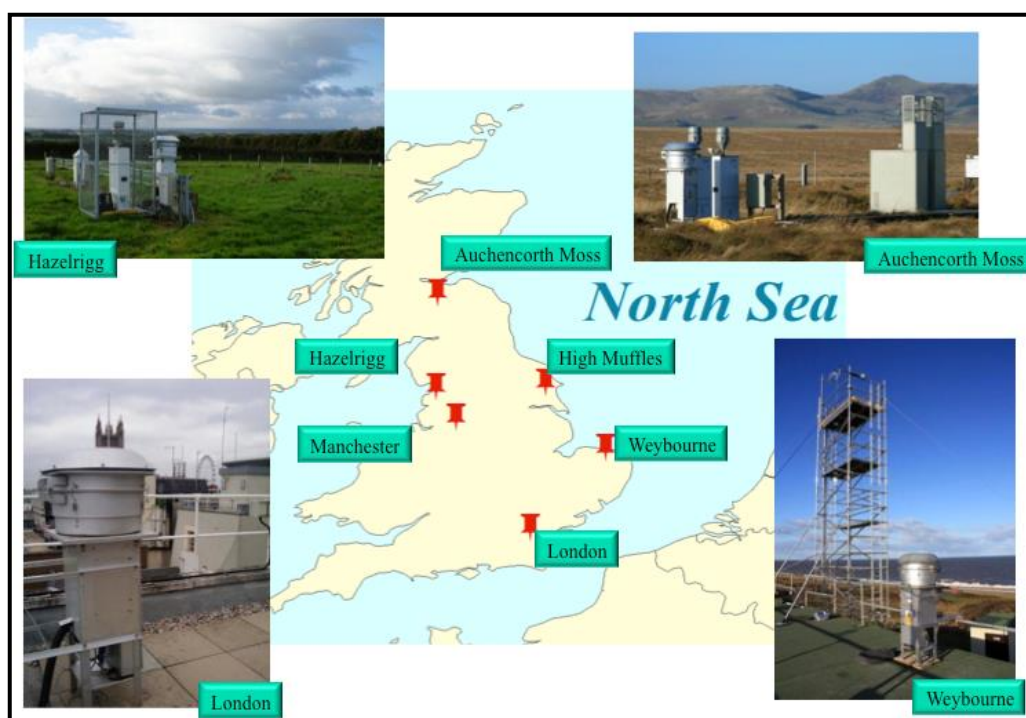 Hazelrigg
Auchencorth Moss
Auchencorth Moss
North Sea
Hazelrigg
High Muffles
Manchester
Weybourne
London
London
Weybourne